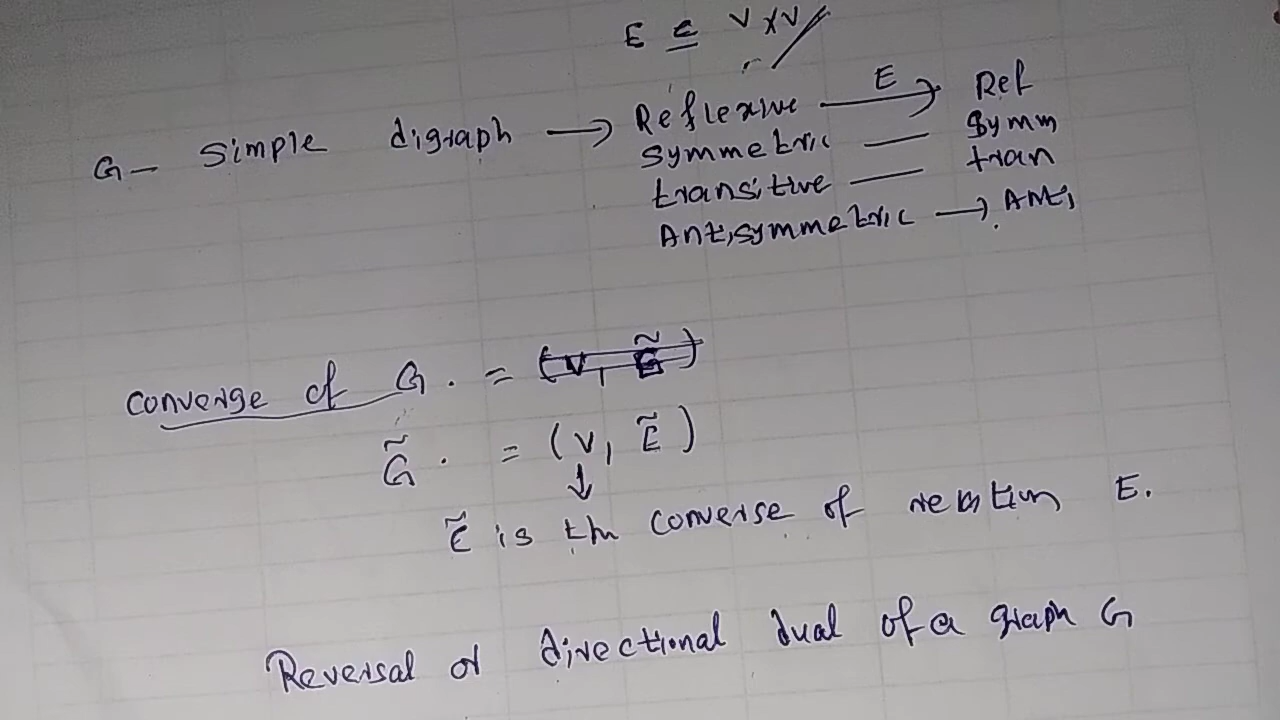 E ⊆ V×V
G - Simple digraph → Reflexive —E→ Ref
Symmetric — Symm
transitive — tran
Antisymmetric → Anti
Converge of G. =
G̃. = (V, Ẽ)
↓
Ẽ is the converse of relation E.
Reversal or directional dual of a graph G